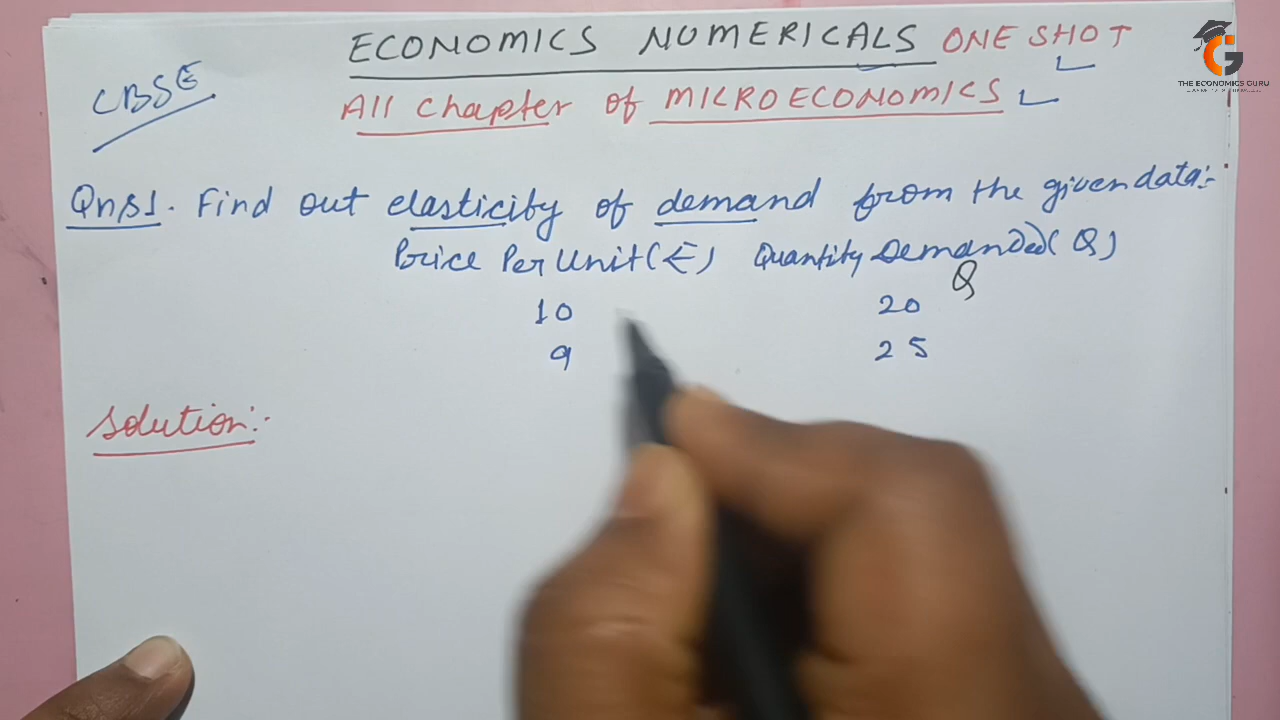 ECONOMICS NUMERICALS ONE SHOT
THE ECONOMICS GURU
CBSE
All Chapter of MICROECONOMICS
Qns1. Find out elasticity of demand from the given data:-
Price Per Unit (₹) Quantity Demanded (Q)
Q
10 20
9 25
Solution:-